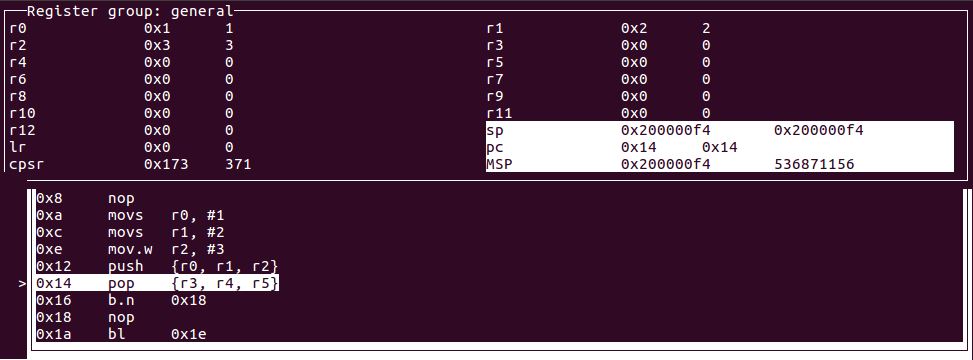 Register group: general
r0 0x1 1 r1 0x2 2
r2 0x3 3 r3 0x0 0
r4 0x0 0 r5 0x0 0
r6 0x0 0 r7 0x0 0
r8 0x0 0 r9 0x0 0
r10 0x0 0 r11 0x0 0
r12 0x0 0 sp 0x200000f4 0x200000f4
lr 0x0 0 pc 0x14 0x14
cpsr 0x173 371 MSP 0x200000f4 536871156
0x8 nop
0xa movs r0, #1
0xc movs r1, #2
0xe mov.w r2, #3
0x12 push {r0, r1, r2}
> 0x14 pop {r3, r4, r5}
0x16 b.n 0x18
0x18 nop
0x1a bl 0x1e